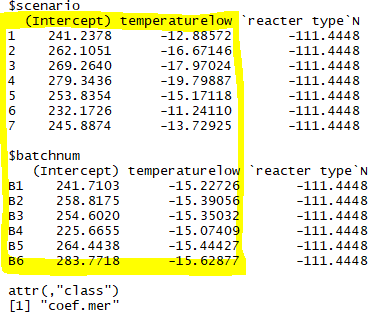 $scenario
(Intercept) temperaturelow `reacter type`N
1 241.2378 -12.88572 -111.4448
2 262.1051 -16.67146 -111.4448
3 269.2640 -17.97024 -111.4448
4 279.3436 -19.79887 -111.4448
5 253.8354 -15.17118 -111.4448
6 232.1726 -11.24110 -111.4448
7 245.8874 -13.72925 -111.4448
$batchnum
(Intercept) temperaturelow `reacter type`N
B1 241.7103 -15.22726 -111.4448
B2 258.8175 -15.39056 -111.4448
B3 254.6020 -15.35032 -111.4448
B4 225.6655 -15.07409 -111.4448
B5 264.4438 -15.44427 -111.4448
B6 283.7718 -15.62877 -111.4448
attr(,"class")
[1] "coef.mer"